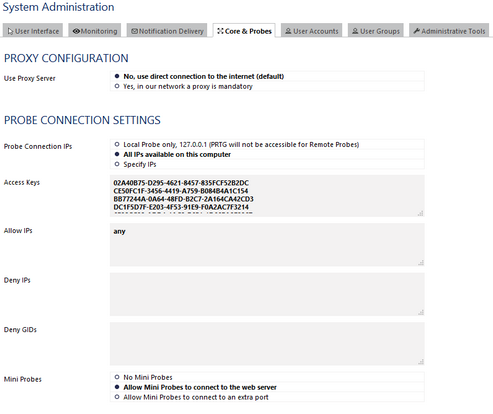 System Administration
User Interface
Monitoring
Notification Delivery
Core & Probes
User Accounts
User Groups
Administrative Tools
PROXY CONFIGURATION
Use Proxy Server
No, use direct connection to the internet (default)
Yes, in our network a proxy is mandatory
PROBE CONNECTION SETTINGS
Probe Connection IPs
Local Probe only, 127.0.0.1 (PRTG will not be accessible for Remote Probes)
All IPs available on this computer
Specify IPs
Access Keys
02A40B75-D295-4621-8457-835FCF52B2DC
CE50FC1F-3456-4419-A759-B084B4A1C154
BB77244A-0A64-48FD-B2C7-2A164CA42CD3
DC1F5D7F-E203-4F53-91E9-F0A2AC7F3214
Allow IPs
any
Deny IPs
Deny GIDs
Mini Probes
No Mini Probes
Allow Mini Probes to connect to the web server
Allow Mini Probes to connect to an extra port